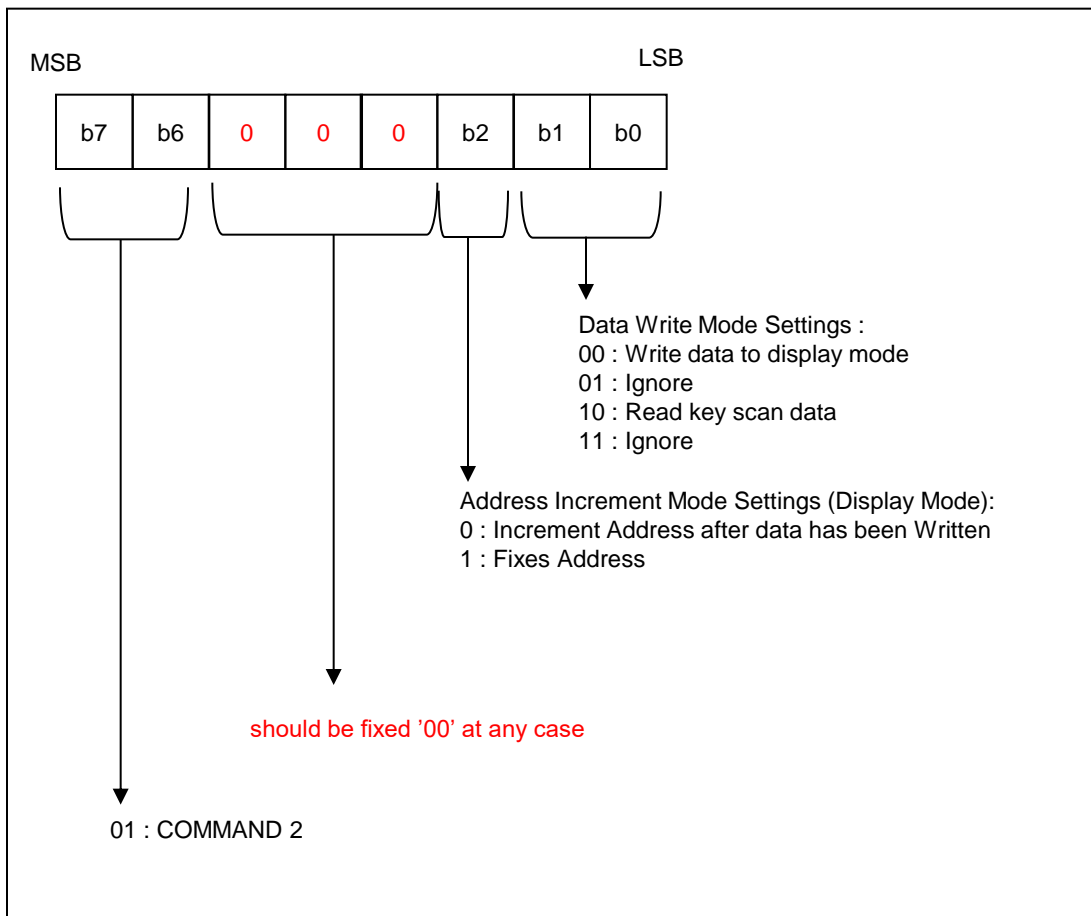 MSB
LSB
b7 b6 0 0 0 b2 b1 b0
Data Write Mode Settings :
00 : Write data to display mode
01 : Ignore
10 : Read key scan data
11 : Ignore
Address Increment Mode Settings (Display Mode):
0 : Increment Address after data has been Written
1 : Fixes Address
should be fixed ’00’ at any case
01 : COMMAND 2